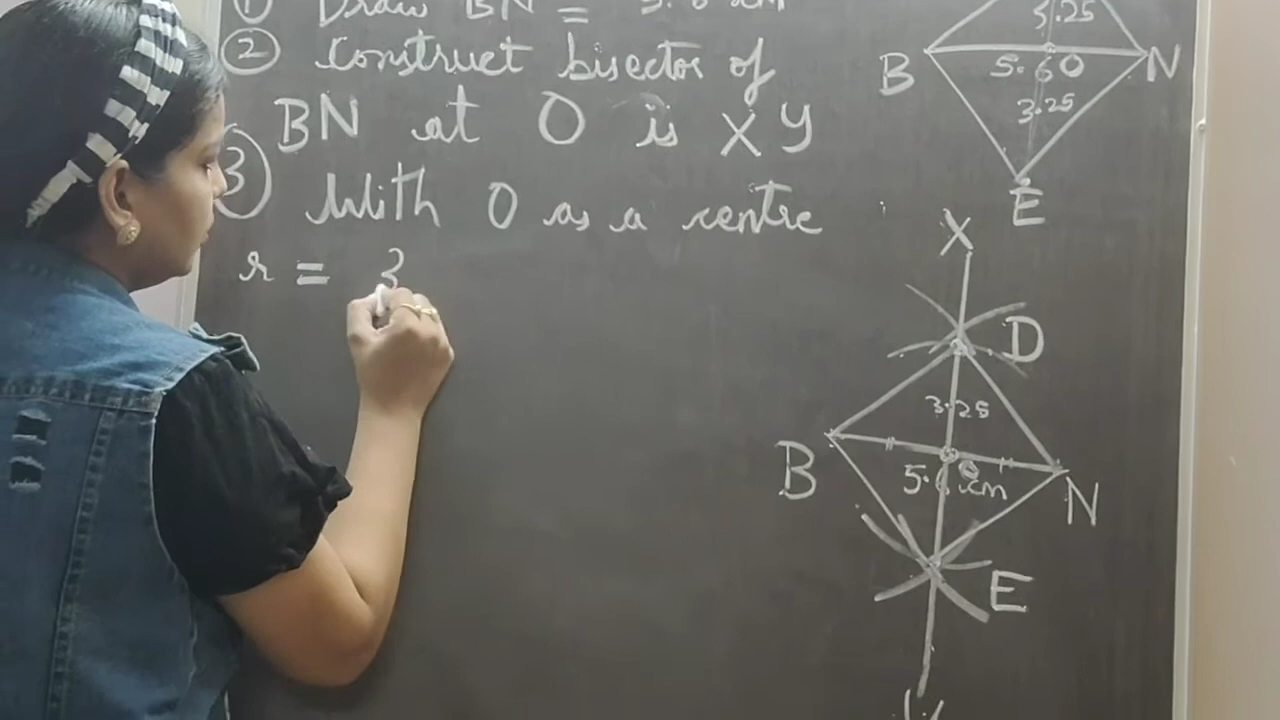 ① Draw BN = 5.6 cm
② Construct bisector of
BN at O is XY
③ With O as a centre
r = 3
3.25
B 5.6 O N
3.25
E
X
D
3.25
B
5.6 cm O
N
E